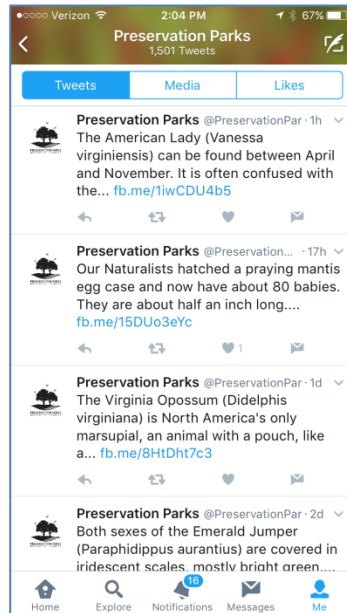 Verizon 2:04 PM 67%
Preservation Parks
1,501 Tweets
Tweets Media Likes
Preservation Parks @PreservationPar · 1h
The American Lady (Vanessa
virginiensis) can be found between April
and November. It is often confused with
the... fb.me/1iwCDU4b5
Preservation Parks @Preservation... · 17h
Our Naturalists hatched a praying mantis
egg case and now have about 80 babies.
They are about half an inch long....
fb.me/15DUo3eYc
1
Preservation Parks @PreservationPar · 1d
The Virginia Opossum (Didelphis
virginiana) is North America's only
marsupial, an animal with a pouch, like
a... fb.me/8HtDht7c3
Preservation Parks @PreservationPar · 2d
Both sexes of the Emerald Jumper
(Paraphidippus aurantius) are covered in
iridescent scales, mostly bright green,...
16
Home Explore Notifications Messages Me